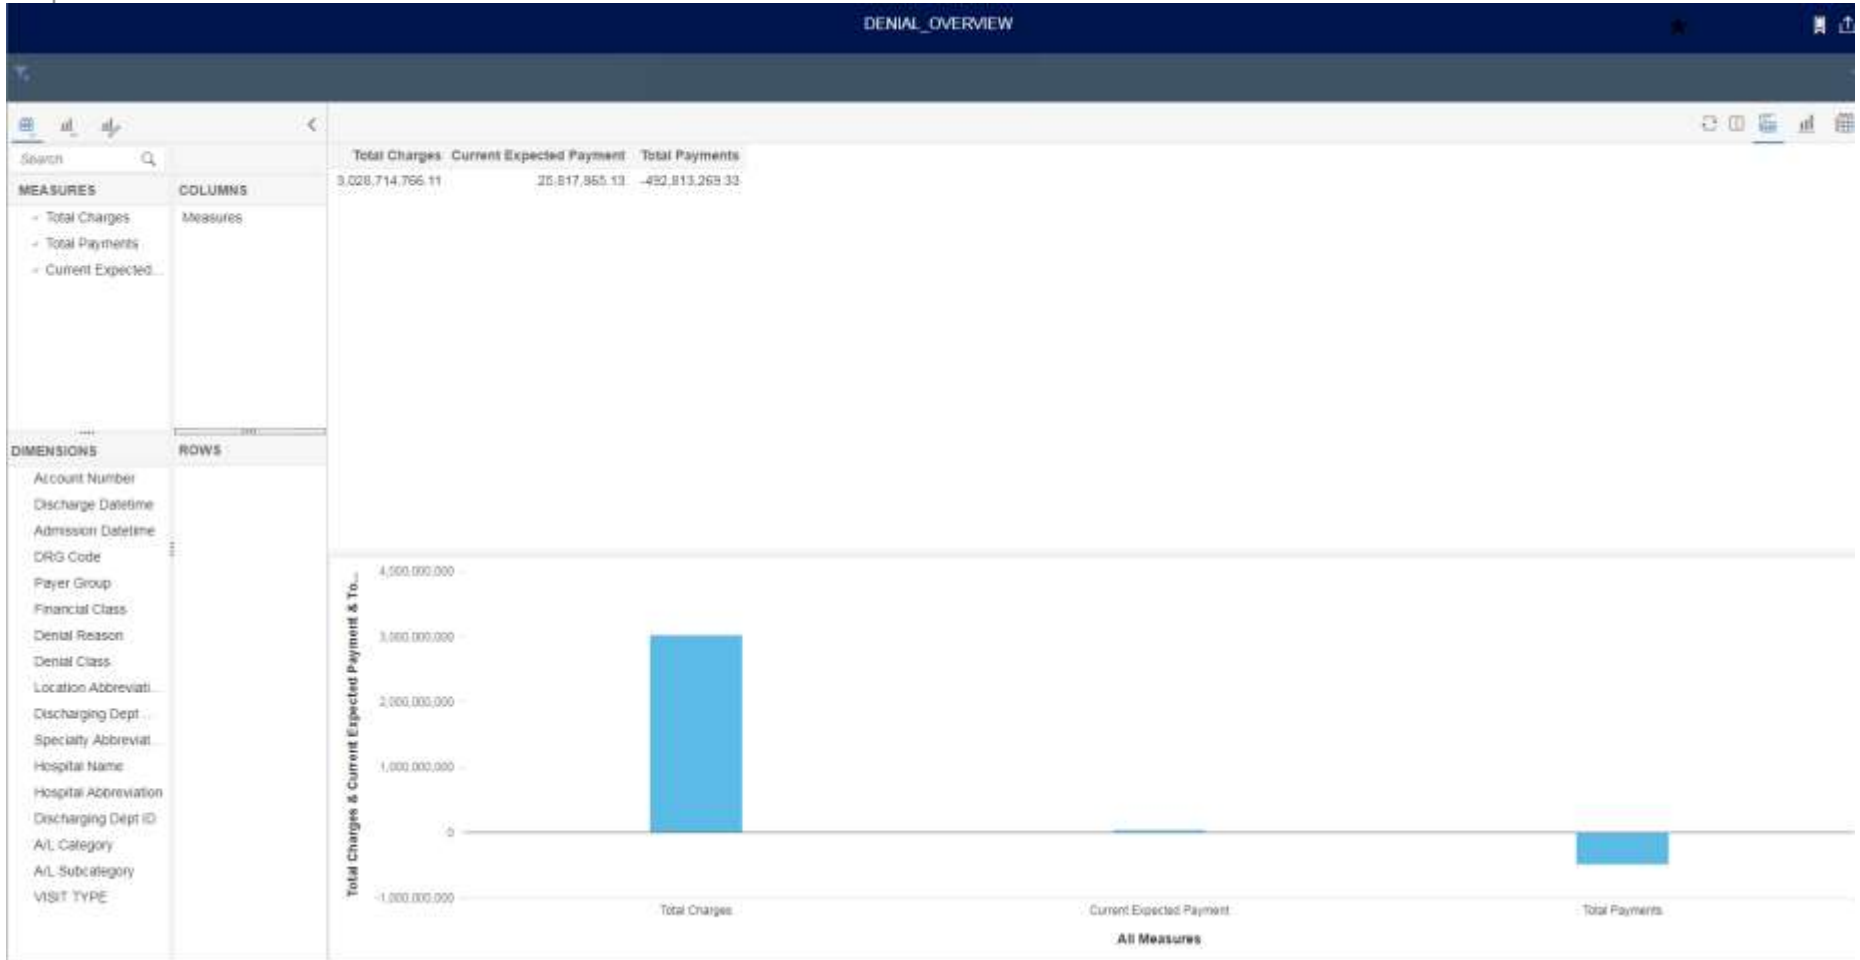 DENIAL_OVERVIEW
Search
MEASURES
Total Charges
Total Payments
Current Expected...
COLUMNS
Measures
DIMENSIONS
Account Number
Discharge Datetime
Admission Datetime
DRG Code
Payer Group
Financial Class
Denial Reason
Denial Class
Location Abbreviati...
Discharging Dept ...
Specialty Abbreviat...
Hospital Name
Hospital Abbreviation
Discharging Dept ID
A/L Category
A/L Subcategory
VISIT TYPE
ROWS
Total Charges Current Expected Payment Total Payments
3,028,714,766.11 25,817,965.13 -492,813,269.33
Total Charges & Current Expected Payment & To...
4,000,000,000
3,000,000,000
2,000,000,000
1,000,000,000
0
-1,000,000,000
Total Charges Current Expected Payment Total Payments
All Measures